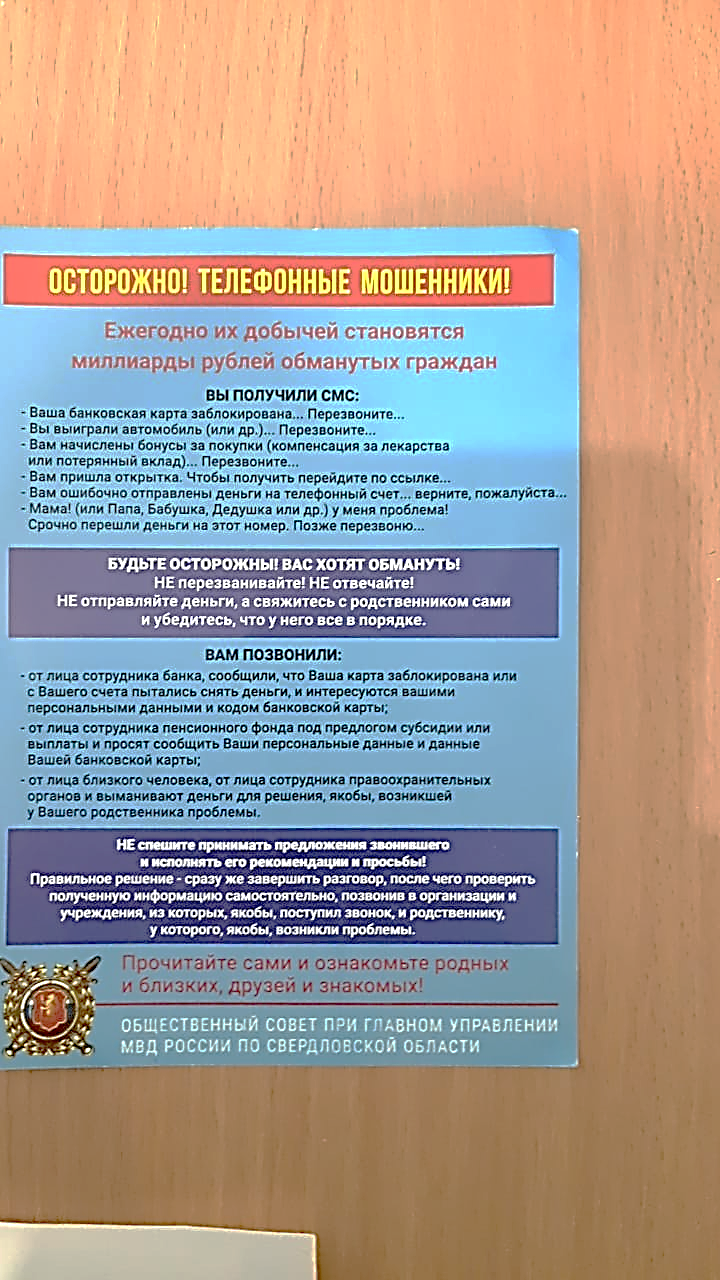 ОСТОРОЖНО! ТЕЛЕФОННЫЕ МОШЕННИКИ!
Ежегодно их добычей становятся
миллиарды рублей обманутых граждан
ВЫ ПОЛУЧИЛИ СМС:
- Ваша банковская карта заблокирована... Перезвоните...
- Вы выиграли автомобиль (или др.)... Перезвоните...
- Вам начислены бонусы за покупки (компенсация за лекарства
или потерянный вклад)... Перезвоните...
- Вам пришла открытка. Чтобы получить перейдите по ссылке...
- Вам ошибочно отправлены деньги на телефонный счет... верните, пожалуйста...
- Мама! (или Папа, Бабушка, Дедушка или др.) у меня проблема!
Срочно перешли деньги на этот номер. Позже перезвоню...
БУДЬТЕ ОСТОРОЖНЫ! ВАС ХОТЯТ ОБМАНУТЬ!
НЕ перезванивайте! НЕ отвечайте!
НЕ отправляйте деньги, а свяжитесь с родственником сами
и убедитесь, что у него все в порядке.
ВАМ ПОЗВОНИЛИ:
- от лица сотрудника банка, сообщили, что Ваша карта заблокирована или
с Вашего счета пытались снять деньги, и интересуются вашими
персональными данными и кодом банковской карты;
- от лица сотрудника пенсионного фонда под предлогом субсидии или
выплаты и просят сообщить Ваши персональные данные и данные
Вашей банковской карты;
- от лица близкого человека, от лица сотрудника правоохранительных
органов и выманивают деньги для решения, якобы, возникшей
у Вашего родственника проблемы.
НЕ спешите принимать предложения звонившего
и исполнять его рекомендации и просьбы!
Правильное решение - сразу же завершить разговор, после чего проверить
полученную информацию самостоятельно, позвонив в организации и
учреждения, из которых, якобы, поступил звонок, и родственнику,
у которого, якобы, возникли проблемы.
Прочитайте сами и ознакомьте родных
и близких, друзей и знакомых!
ОБЩЕСТВЕННЫЙ СОВЕТ ПРИ ГЛАВНОМ УПРАВЛЕНИИ
МВД РОССИИ ПО СВЕРДЛОВСКОЙ ОБЛАСТИ